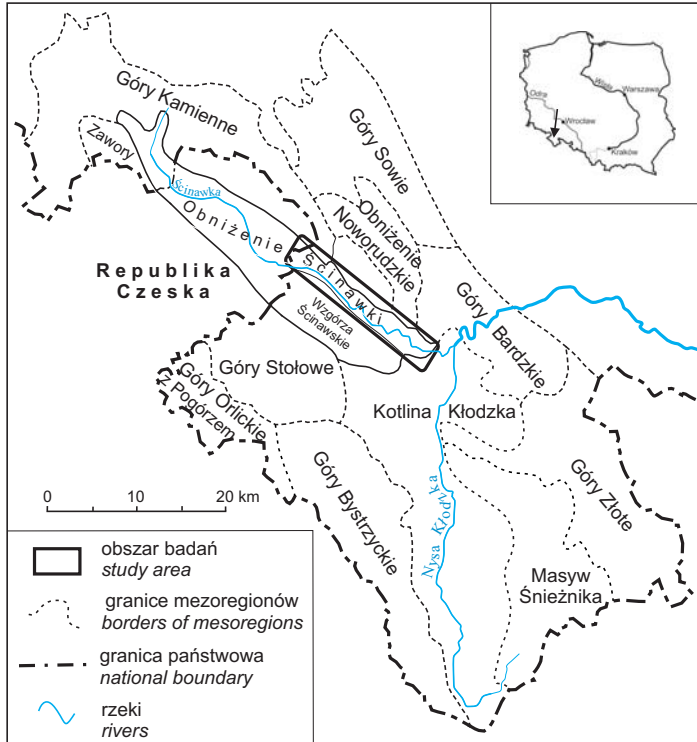 Góry Kamienne
Zawory
Ścinawka
Góry Sowie
Obniżenie
Noworudzkie
Obniżenie
Ścinawki
Republika
Czeska
Wzgórza
Ścinawskie
Góry Bardzkie
Góry Stołowe
Góry Orlickie
z Pogórzem
Kotlina Kłodzka
Góry Bystrzyckie
Nysa Kłodzka
Góry Złote
Masyw
Śnieżnika
Odra
Wisła
Warszawa
Wrocław
Kraków
0 10 20 km
obszar badań
study area
granice mezoregionów
borders of mesoregions
granica państwowa
national boundary
rzeki
rivers